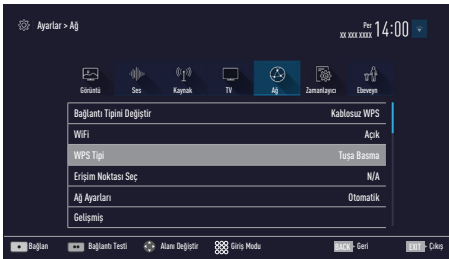 Ayarlar > Ağ
Per
xx xxx xxxx 14:00
Görüntü Ses Kaynak TV Ağ Zamanlayıcı Ebeveyn
Bağlantı Tipini Değiştir Kablosuz WPS
WiFi Açık
WPS Tipi Tuşa Basma
Erişim Noktası Seç N/A
Ağ Ayarları Otomatik
Gelişmiş
Bağlan Bağlantı Testi Alanı Değiştir Giriş Modu BACK - Geri EXIT - Çıkış